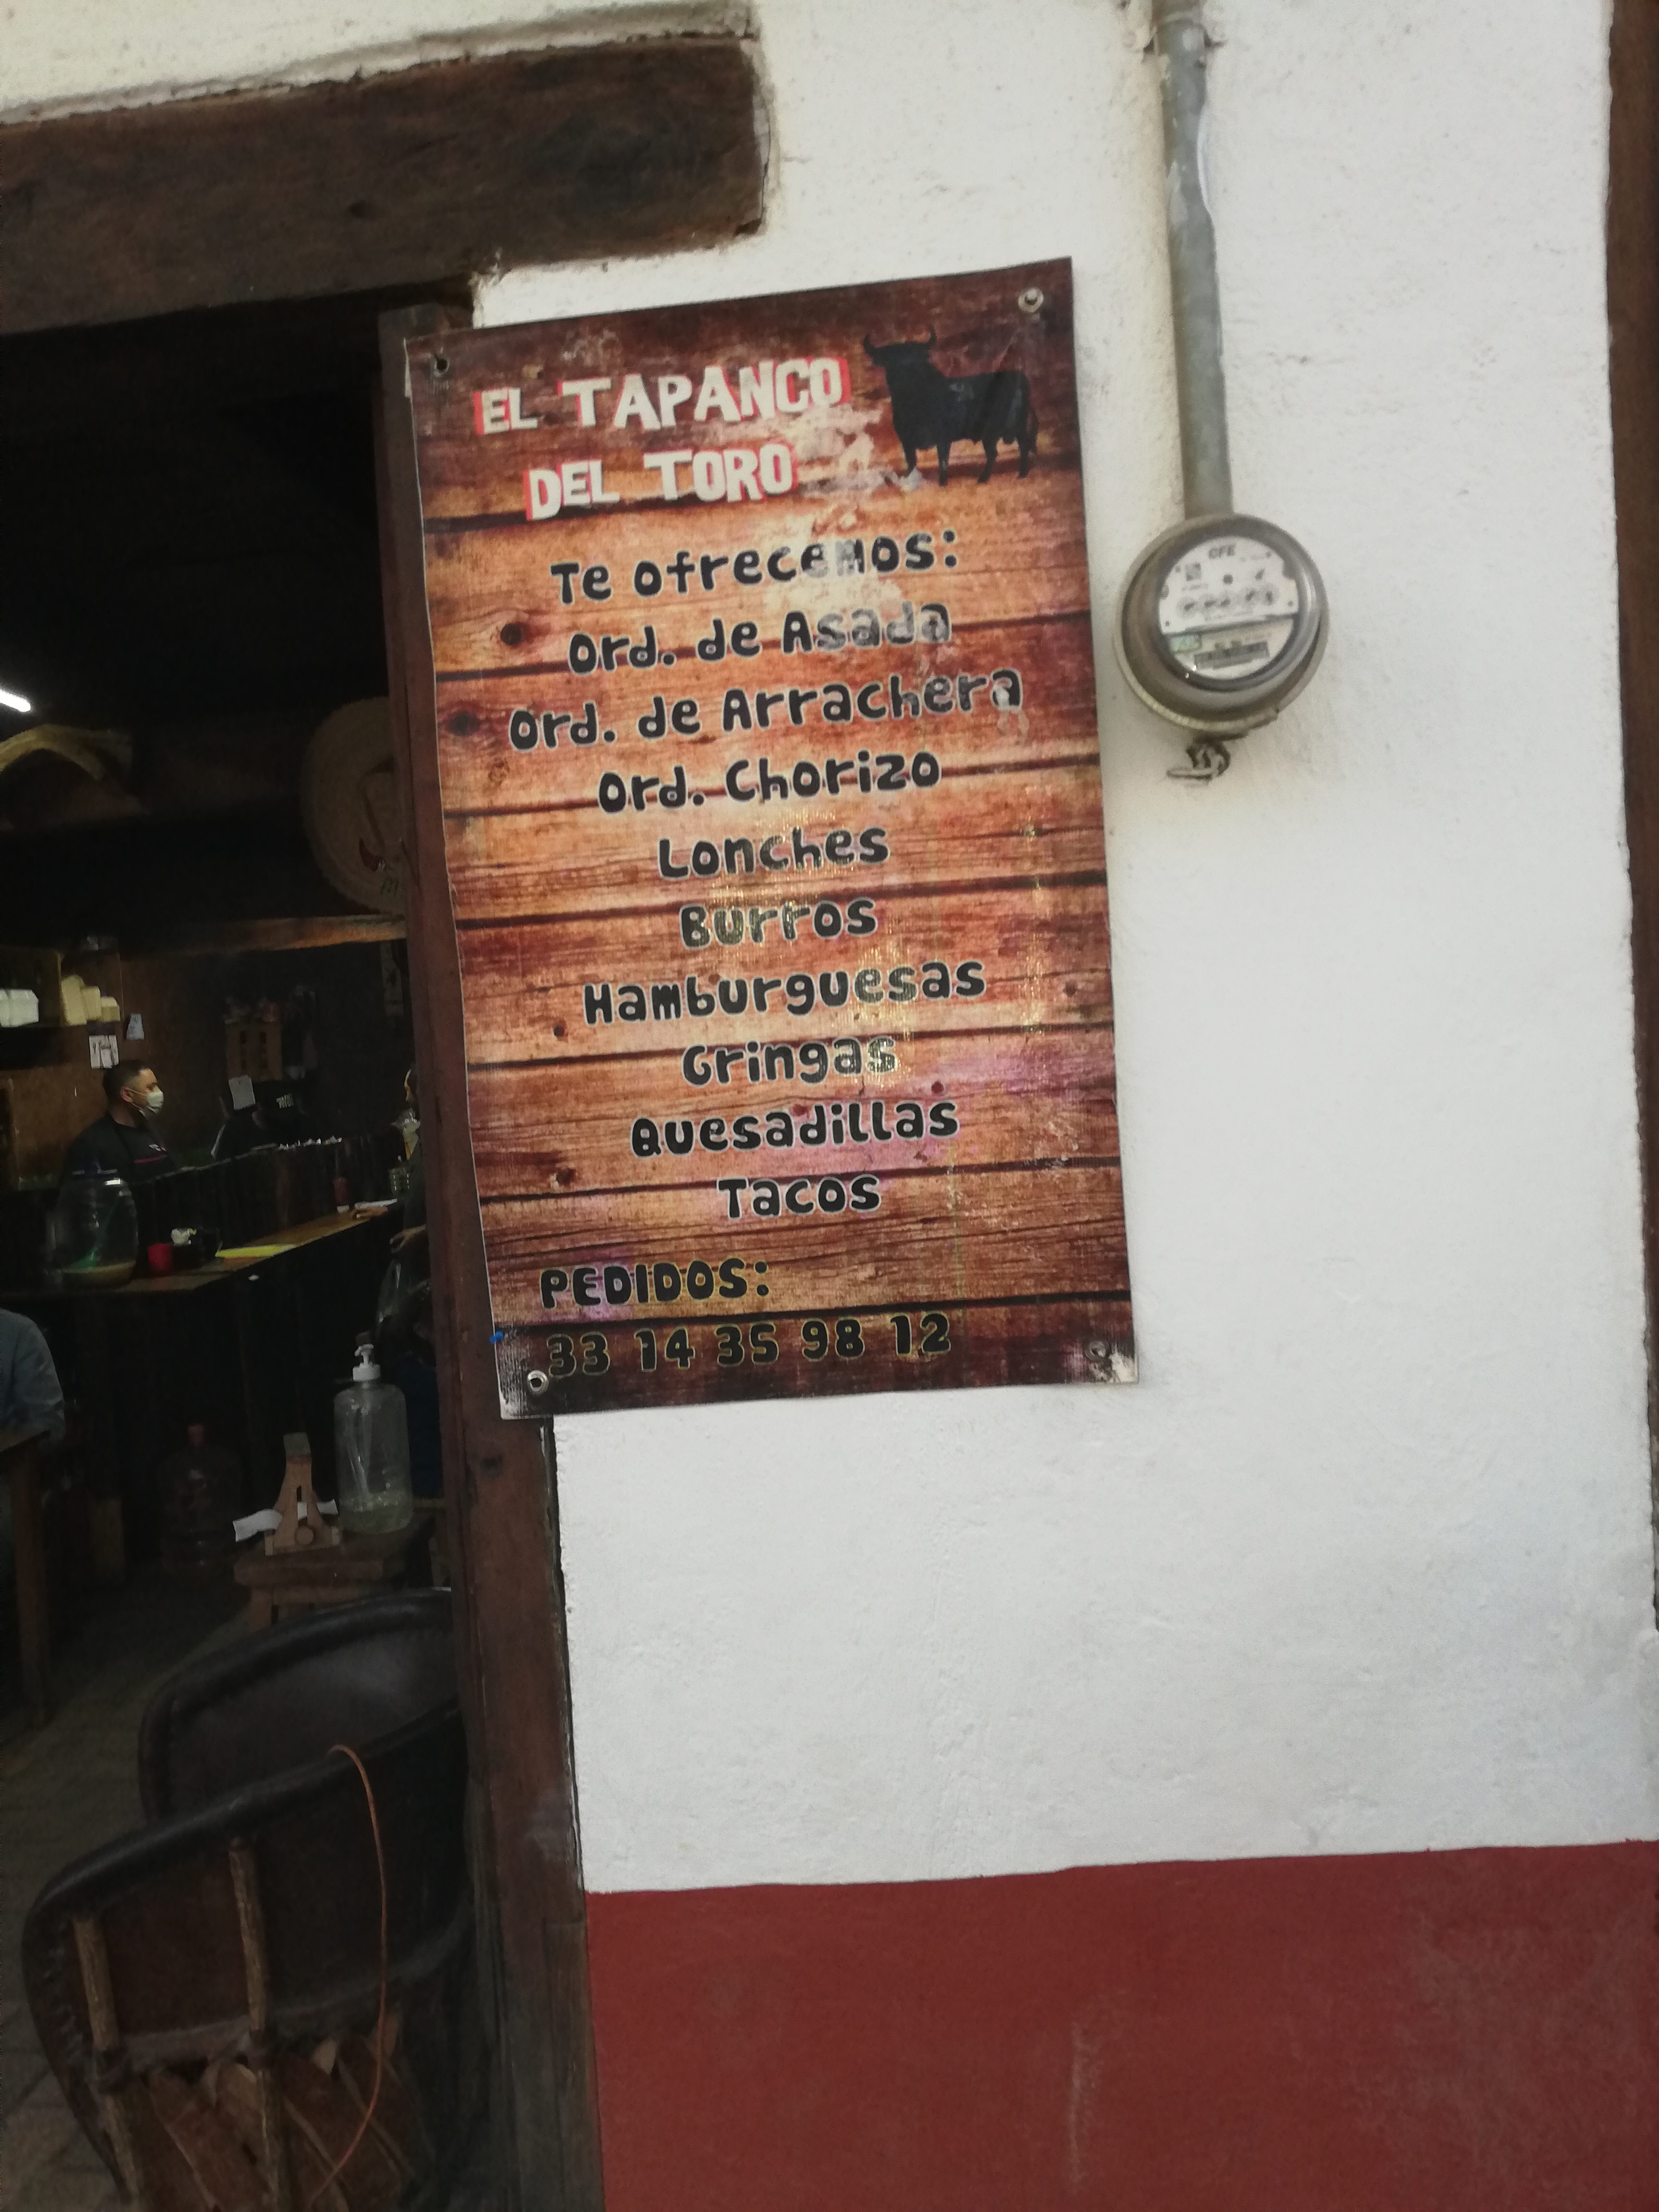 EL TAPANCO
DEL TORO
Te ofrecemos:
Ord. de Asada
Ord. de Arrachera
Ord. Chorizo
Lonches
Burros
Hamburguesas
Gringas
Quesadillas
Tacos
PEDIDOS:
33 14 35 98 12
CFE